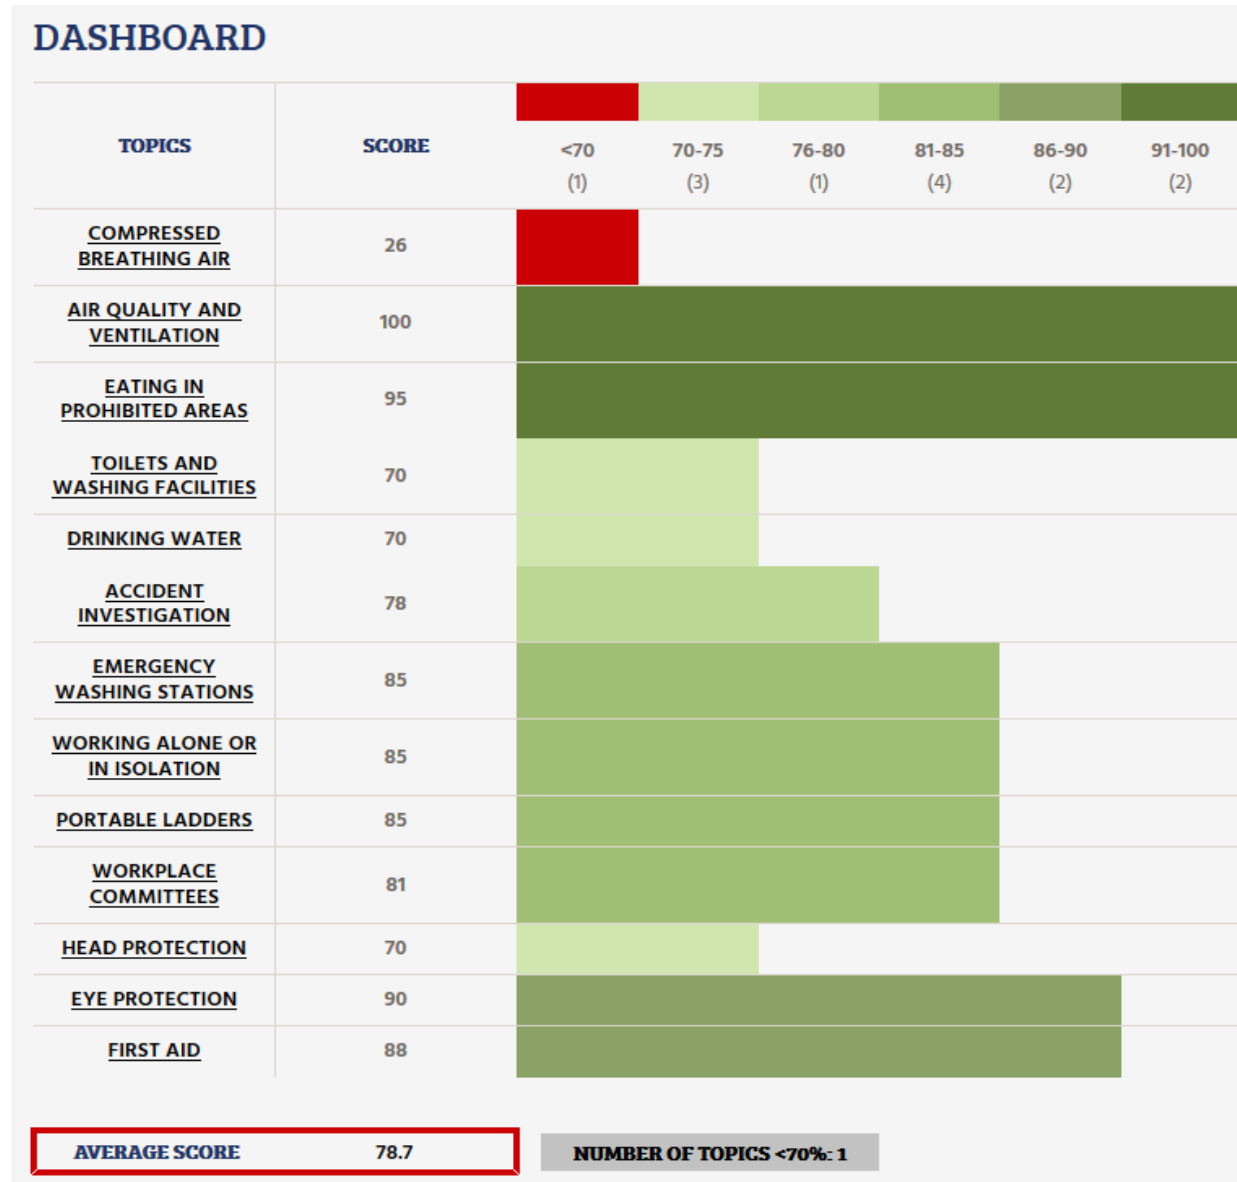 DASHBOARD
TOPICS SCORE <70 70-75 76-80 81-85 86-90 91-100
(1) (3) (1) (4) (2) (2)
COMPRESSED
BREATHING AIR 26
AIR QUALITY AND
VENTILATION 100
EATING IN
PROHIBITED AREAS 95
TOILETS AND
WASHING FACILITIES 70
DRINKING WATER 70
ACCIDENT
INVESTIGATION 78
EMERGENCY
WASHING STATIONS 85
WORKING ALONE OR
IN ISOLATION 85
PORTABLE LADDERS 85
WORKPLACE
COMMITTEES 81
HEAD PROTECTION 70
EYE PROTECTION 90
FIRST AID 88
AVERAGE SCORE 78.7 NUMBER OF TOPICS <70%: 1